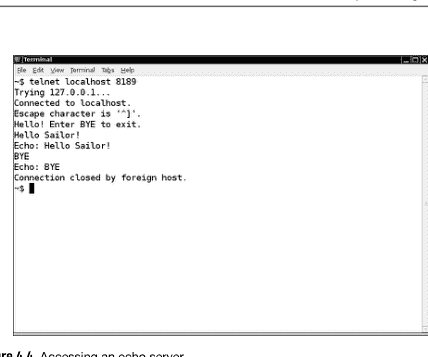 Terminal
File Edit View Terminal Tabs Help
~$ telnet localhost 8189
Trying 127.0.0.1...
Connected to localhost.
Escape character is '^]'.
Hello! Enter BYE to exit.
Hello Sailor!
Echo: Hello Sailor!
BYE
Echo: BYE
Connection closed by foreign host.
~$
4.4 Accessing an echo server